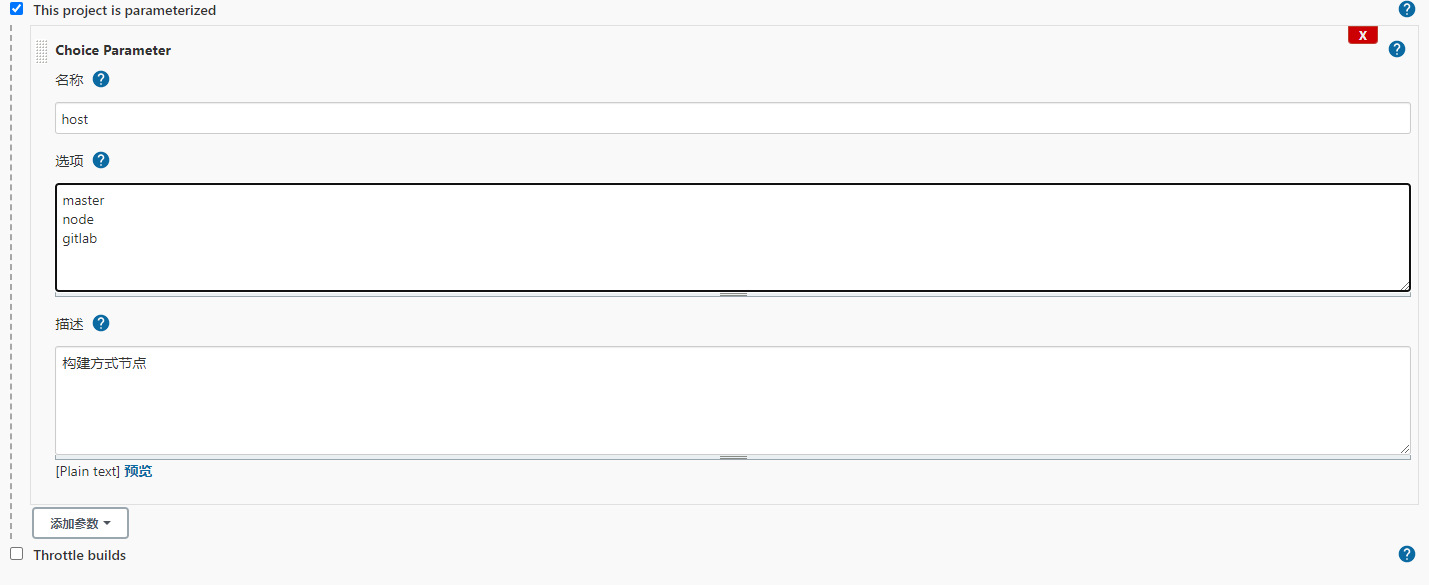 This project is parameterized
X
Choice Parameter
名称
host
选项
master
node
gitlab
描述
构建方式节点
[Plain text] 预览
添加参数
Throttle builds